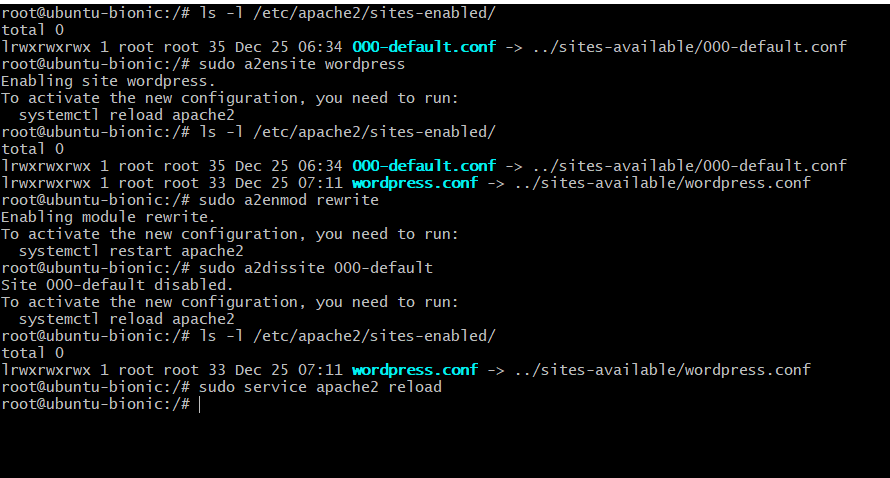 root@ubuntu-bionic:/# ls -l /etc/apache2/sites-enabled/
total 0
lrwxrwxrwx 1 root root 35 Dec 25 06:34 000-default.conf -> ../sites-available/000-default.conf
root@ubuntu-bionic:/# sudo a2ensite wordpress
Enabling site wordpress.
To activate the new configuration, you need to run:
  systemctl reload apache2
root@ubuntu-bionic:/# ls -l /etc/apache2/sites-enabled/
total 0
lrwxrwxrwx 1 root root 35 Dec 25 06:34 000-default.conf -> ../sites-available/000-default.conf
lrwxrwxrwx 1 root root 33 Dec 25 07:11 wordpress.conf -> ../sites-available/wordpress.conf
root@ubuntu-bionic:/# sudo a2enmod rewrite
Enabling module rewrite.
To activate the new configuration, you need to run:
  systemctl restart apache2
root@ubuntu-bionic:/# sudo a2dissite 000-default
Site 000-default disabled.
To activate the new configuration, you need to run:
  systemctl reload apache2
root@ubuntu-bionic:/# ls -l /etc/apache2/sites-enabled/
total 0
lrwxrwxrwx 1 root root 33 Dec 25 07:11 wordpress.conf -> ../sites-available/wordpress.conf
root@ubuntu-bionic:/# sudo service apache2 reload
root@ubuntu-bionic:/#